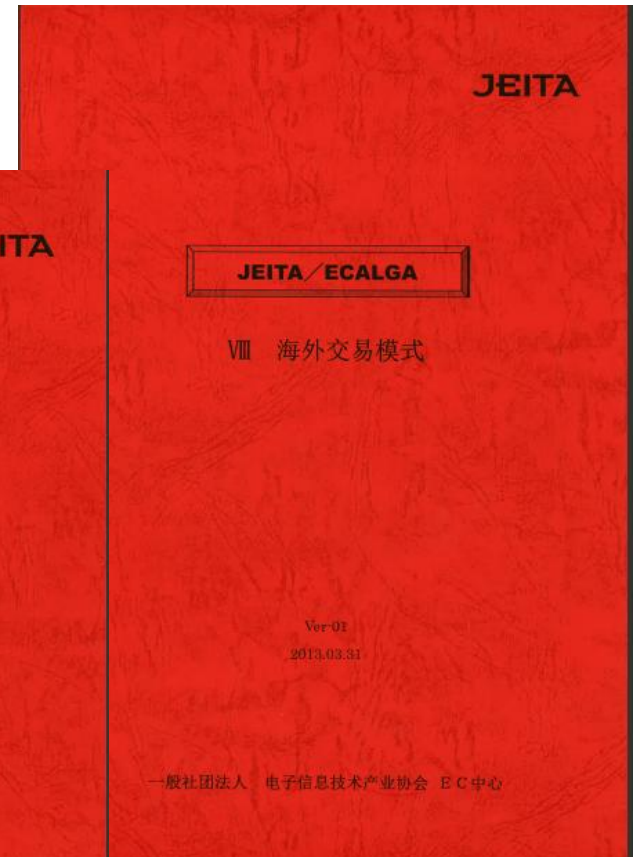 JEITA
ITA
JEITA/ECALGA
Ⅷ 海外交易模式
Ver-01
2013.03.31
一般社团法人 电子信息技术产业协会 EC中心